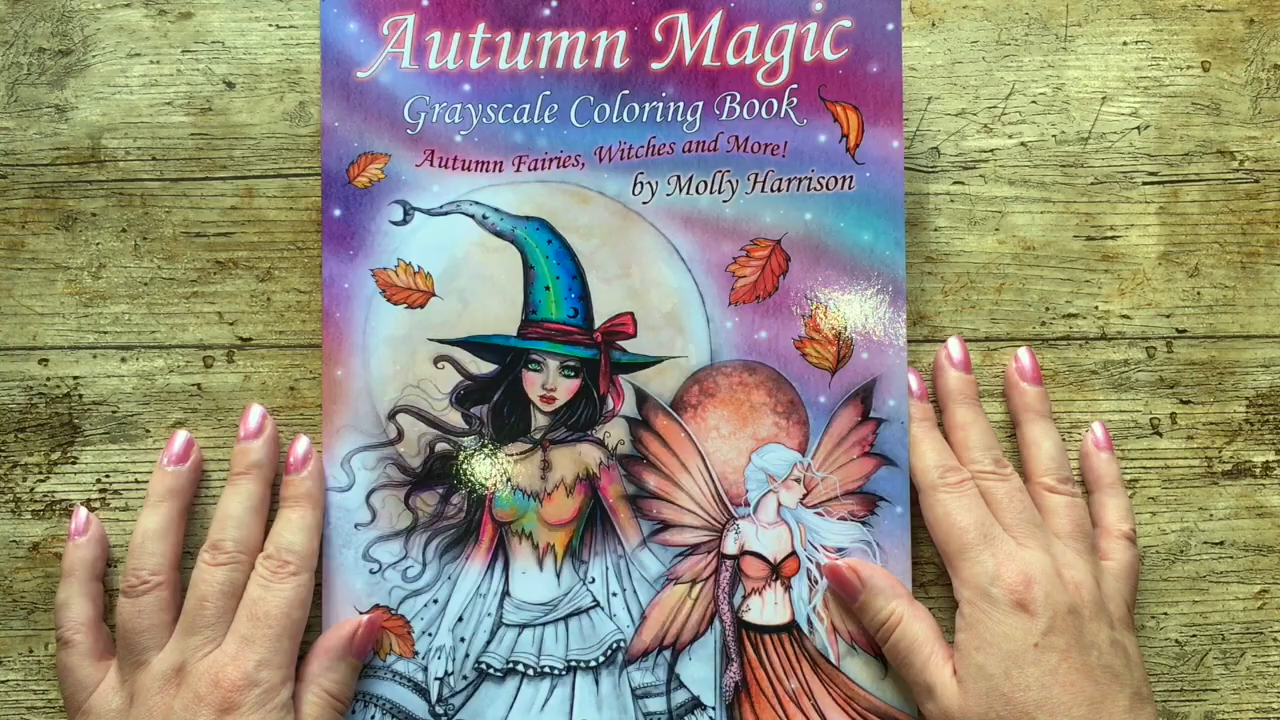 Autumn Magic
Grayscale Coloring Book
Autumn Fairies, Witches and More!
by Molly Harrison